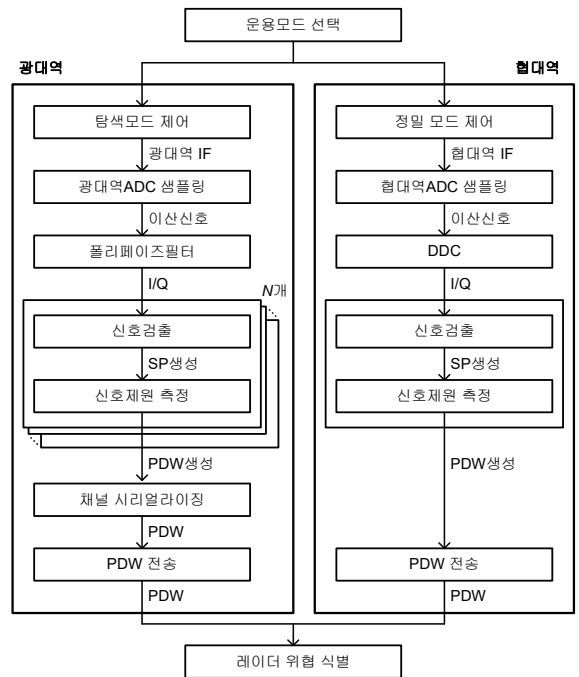 운용모드 선택
광대역
탐색모드 제어
광대역 IF
광대역ADC 샘플링
이산신호
폴리페이즈필터
I/Q
N개
신호검출
SP생성
신호제원 측정
PDW생성
채널 시리얼라이징
PDW
PDW 전송
PDW
협대역
정밀 모드 제어
협대역 IF
협대역ADC 샘플링
이산신호
DDC
I/Q
신호검출
SP생성
신호제원 측정
PDW생성
PDW 전송
PDW
레이더 위협 식별